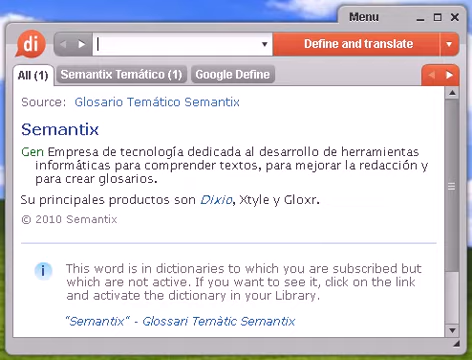 Menu
di
Define and translate
All (1)
Semantix Temático (1)
Google Define
Source: Glosario Temático Semantix
Semantix
Gen Empresa de tecnología dedicada al desarrollo de herramientas
informáticas para comprender textos, para mejorar la redacción y
para crear glosarios.
Su principales producto son Dixio, Xtyle y Gloxr.
© 2010 Semantix
i
This word is in dictionaries to which you are subscribed but
which are not active. If you want to see it, click on the link
and activate the dictionary in your Library.
"Semantix" - Glossari Temàtic Semantix